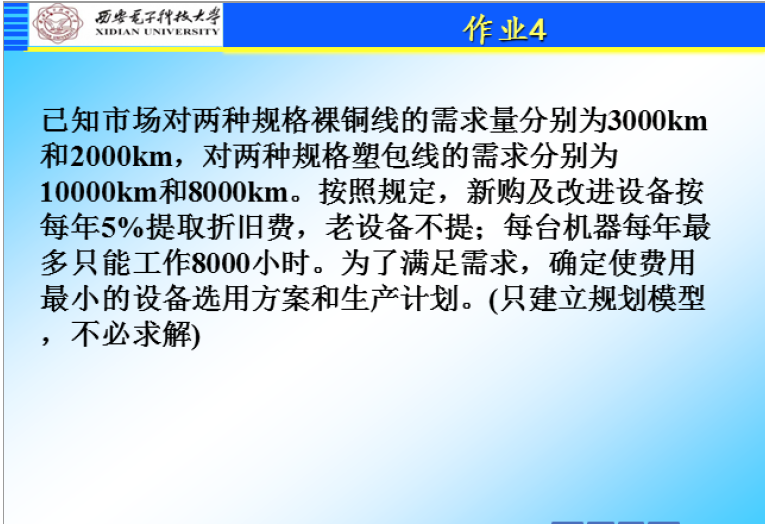 西安电子科技大学
XIDIAN UNIVERSITY
作业4
已知市场对两种规格裸铜线的需求量分别为3000km
和2000km，对两种规格塑包线的需求分别为
10000km和8000km。按照规定，新购及改进设备按
每年5%提取折旧费，老设备不提；每台机器每年最
多只能工作8000小时。为了满足需求，确定使费用
最小的设备选用方案和生产计划。(只建立规划模型
，不必求解)